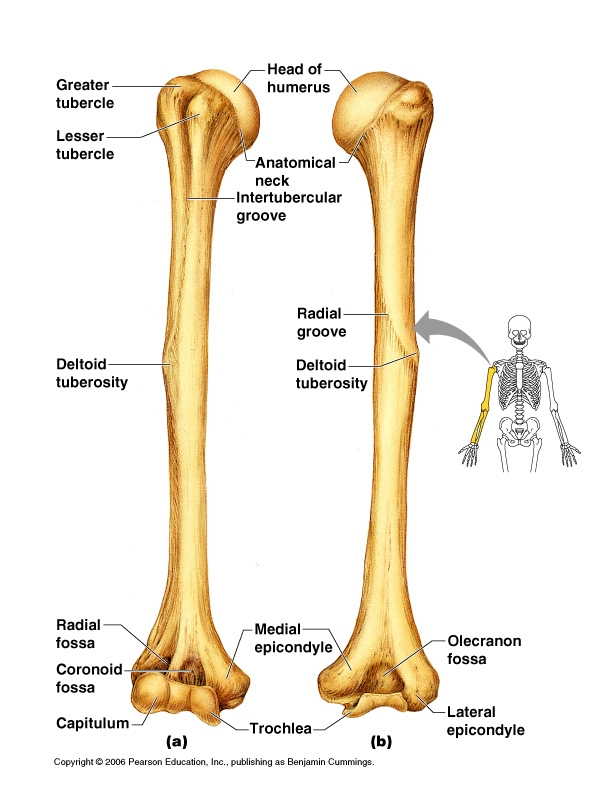 Greater
tubercle
Head of
humerus
Lesser
tubercle
Anatomical
neck
Intertubercular
groove
Radial
groove
Deltoid
tuberosity
Deltoid
tuberosity
Radial
fossa
Medial
epicondyle
Olecranon
fossa
Coronoid
fossa
Capitulum
Trochlea
Lateral
epicondyle
(a)
(b)
Copyright © 2006 Pearson Education, Inc., publishing as Benjamin Cummings.